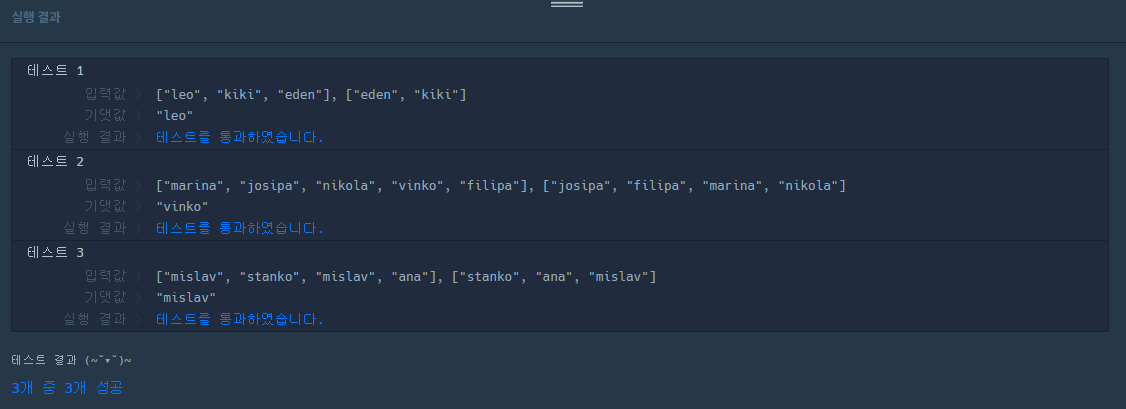 실행 결과
테스트 1
입력값 〉 ["leo", "kiki", "eden"], ["eden", "kiki"]
기댓값 〉 "leo"
실행 결과 〉 테스트를 통과하였습니다.
테스트 2
입력값 〉 ["marina", "josipa", "nikola", "vinko", "filipa"], ["josipa", "filipa", "marina", "nikola"]
기댓값 〉 "vinko"
실행 결과 〉 테스트를 통과하였습니다.
테스트 3
입력값 〉 ["mislav", "stanko", "mislav", "ana"], ["stanko", "ana", "mislav"]
기댓값 〉 "mislav"
실행 결과 〉 테스트를 통과하였습니다.
테스트 결과 (~˘▾˘)~
3개 중 3개 성공